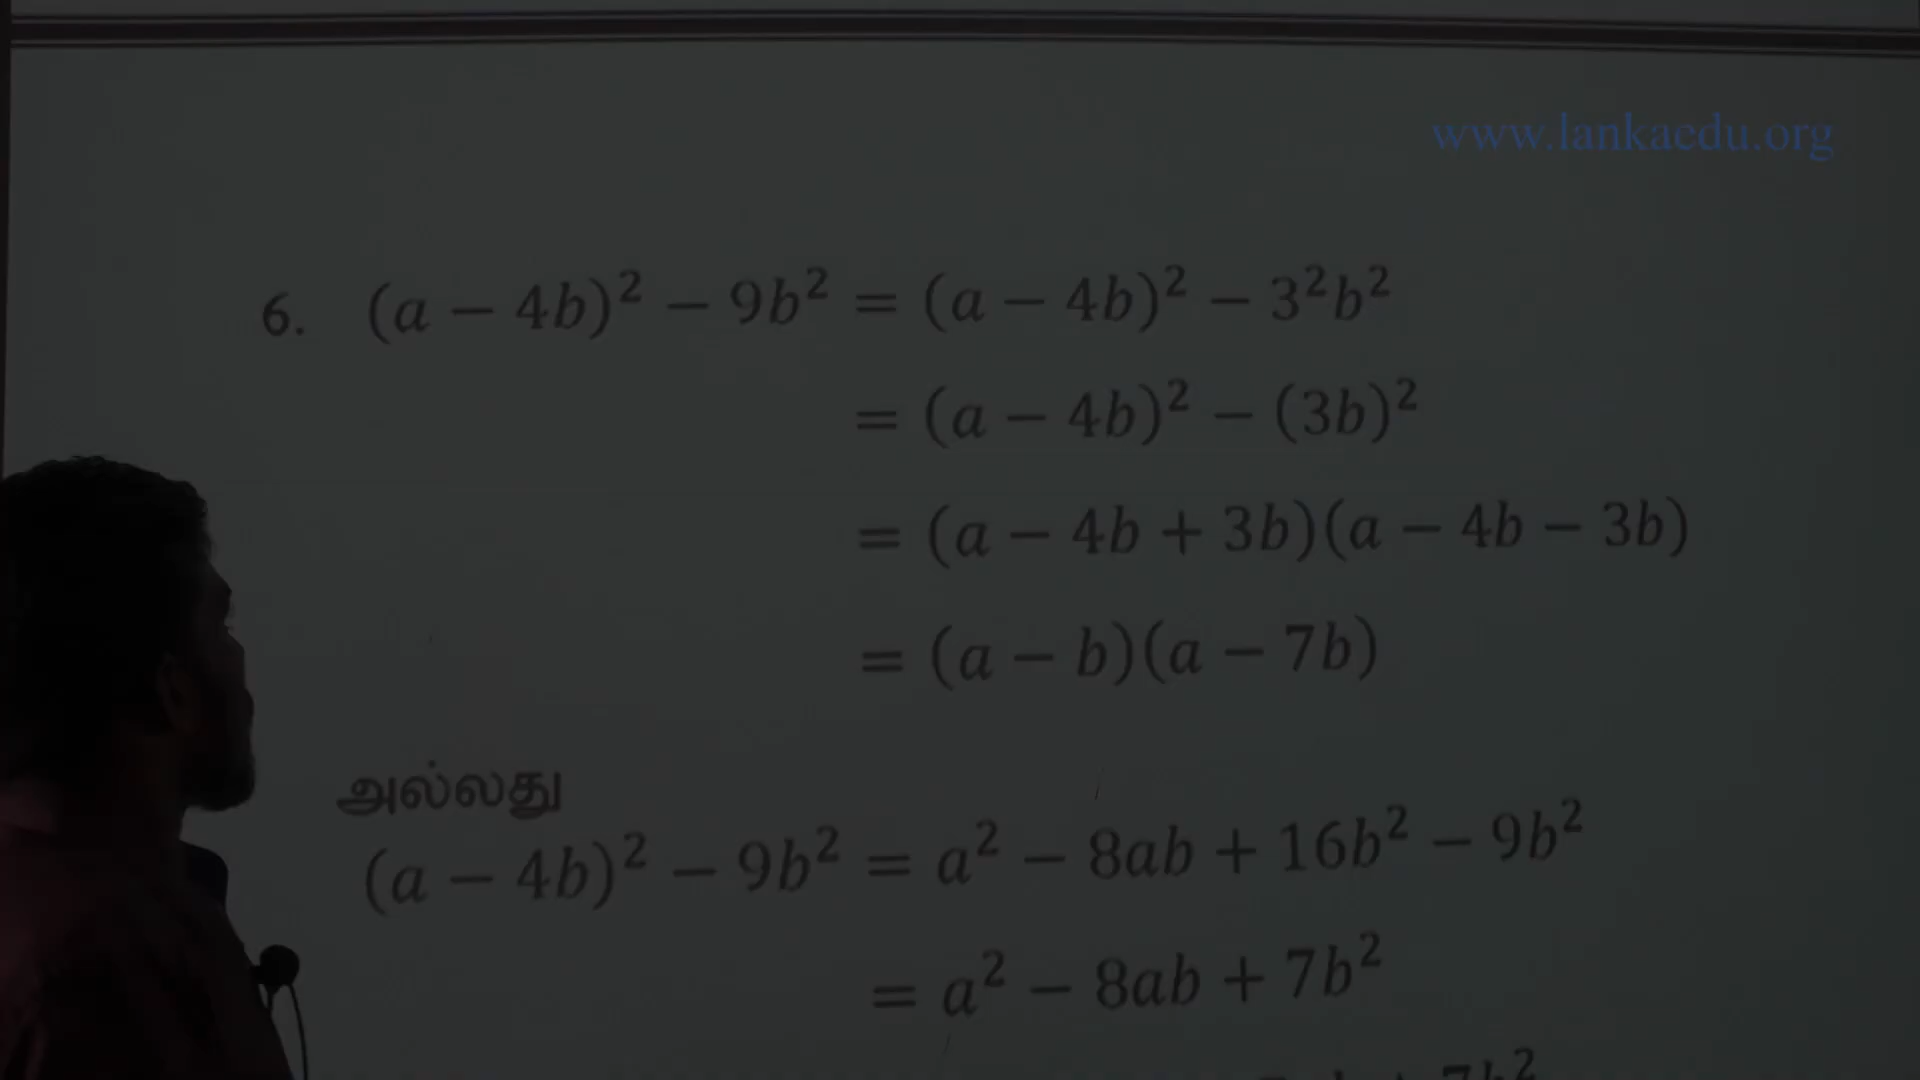 www.lankaedu.org
6. (a − 4b)² − 9b² = (a − 4b)² − 3²b²
= (a − 4b)² − (3b)²
= (a − 4b + 3b)(a − 4b − 3b)
= (a − b)(a − 7b)
அல்லது
(a − 4b)² − 9b² = a² − 8ab + 16b² − 9b²
= a² − 8ab + 7b²
+ 7b²